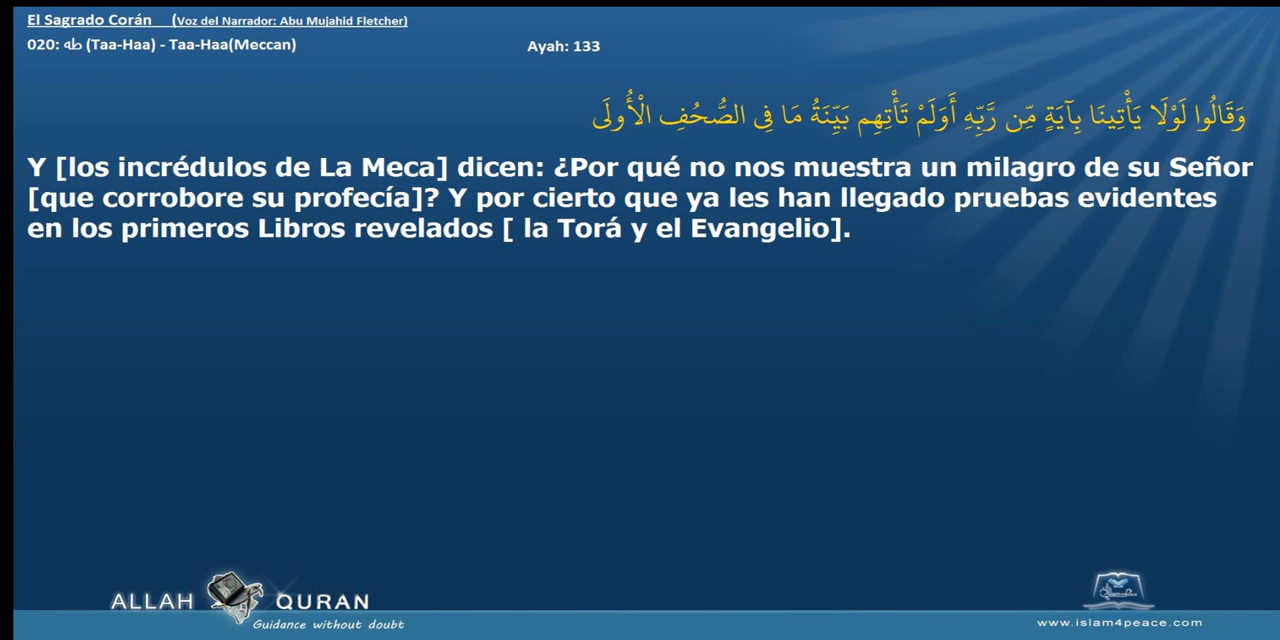 El Sagrado Corán (Voz del Narrador: Abu Mujahid Fletcher)
020: طه (Taa-Haa) - Taa-Haa(Meccan)
Ayah: 133
وَقَالُوا لَوْلَا يَأْتِينَا بِآيَةٍ مِّن رَّبِّهِ أَوَلَمْ تَأْتِهِم بَيِّنَةُ مَا فِي الصُّحُفِ الْأُولَى
Y [los incrédulos de La Meca] dicen: ¿Por qué no nos muestra un milagro de su Señor
[que corrobore su profecía]? Y por cierto que ya les han llegado pruebas evidentes
en los primeros Libros revelados [ la Torá y el Evangelio].
ALLAH QURAN
Guidance without doubt
www.islam4peace.com